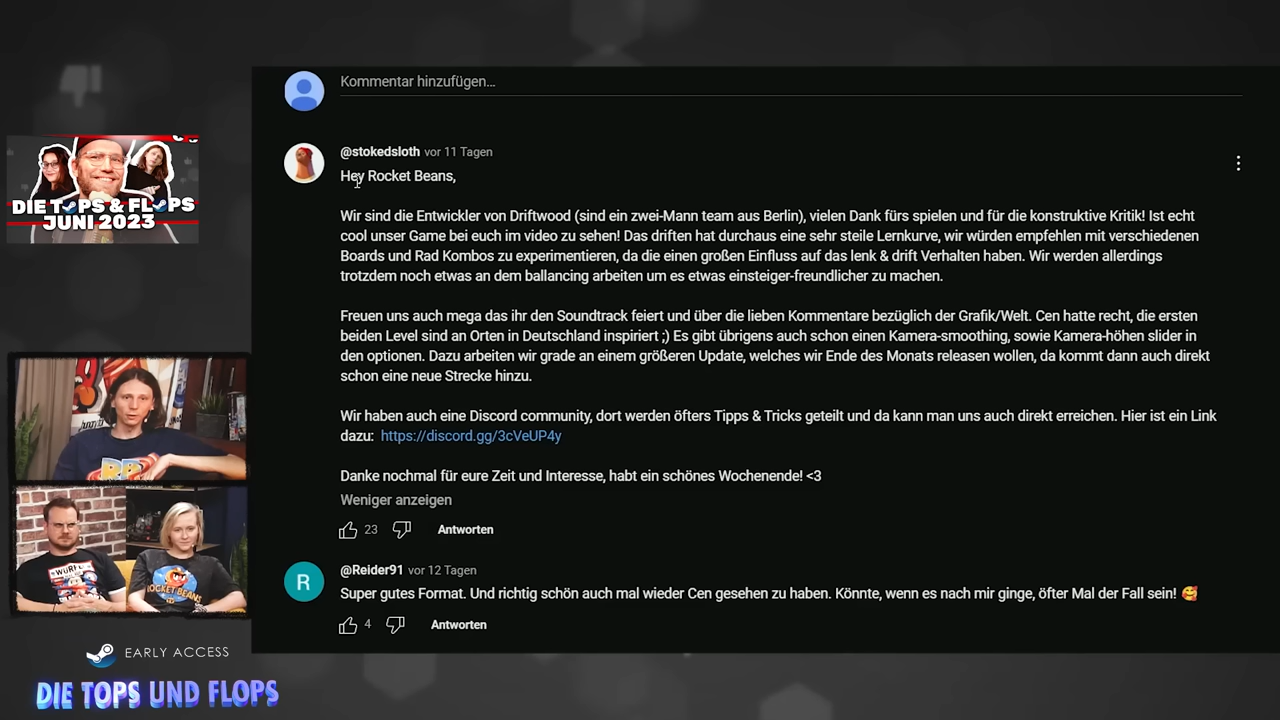 Kommentar hinzufügen...
@stokedsloth vor 11 Tagen
Hey Rocket Beans,
Wir sind die Entwickler von Driftwood (sind ein zwei-Mann team aus Berlin), vielen Dank fürs spielen und für die konstruktive Kritik! Ist echt
cool unser Game bei euch im video zu sehen! Das driften hat durchaus eine sehr steile Lernkurve, wir würden empfehlen mit verschiedenen
Boards und Rad Kombos zu experimentieren, da die einen großen Einfluss auf das lenk & drift Verhalten haben. Wir werden allerdings
trotzdem noch etwas an dem ballancing arbeiten um es etwas einsteiger-freundlicher zu machen.
Freuen uns auch mega das ihr den Soundtrack feiert und über die lieben Kommentare bezüglich der Grafik/Welt. Cen hatte recht, die ersten
beiden Level sind an Orten in Deutschland inspiriert ;) Es gibt übrigens auch schon einen Kamera-smoothing, sowie Kamera-höhen slider in
den optionen. Dazu arbeiten wir grade an einem größeren Update, welches wir Ende des Monats releasen wollen, da kommt dann auch direkt
schon eine neue Strecke hinzu.
Wir haben auch eine Discord community, dort werden öfters Tipps & Tricks geteilt und da kann man uns auch direkt erreichen. Hier ist ein Link
dazu: https://discord.gg/3cVeUP4y
Danke nochmal für eure Zeit und Interesse, habt ein schönes Wochenende! <3
Weniger anzeigen
23 Antworten
R
@Reider91 vor 12 Tagen
Super gutes Format. Und richtig schön auch mal wieder Cen gesehen zu haben. Könnte, wenn es nach mir ginge, öfter Mal der Fall sein! 🥰
4 Antworten
DIE TOPS & FLOPS
JUNI 2023
ROCKET BEANS
EARLY ACCESS
DIE TOPS UND FLOPS